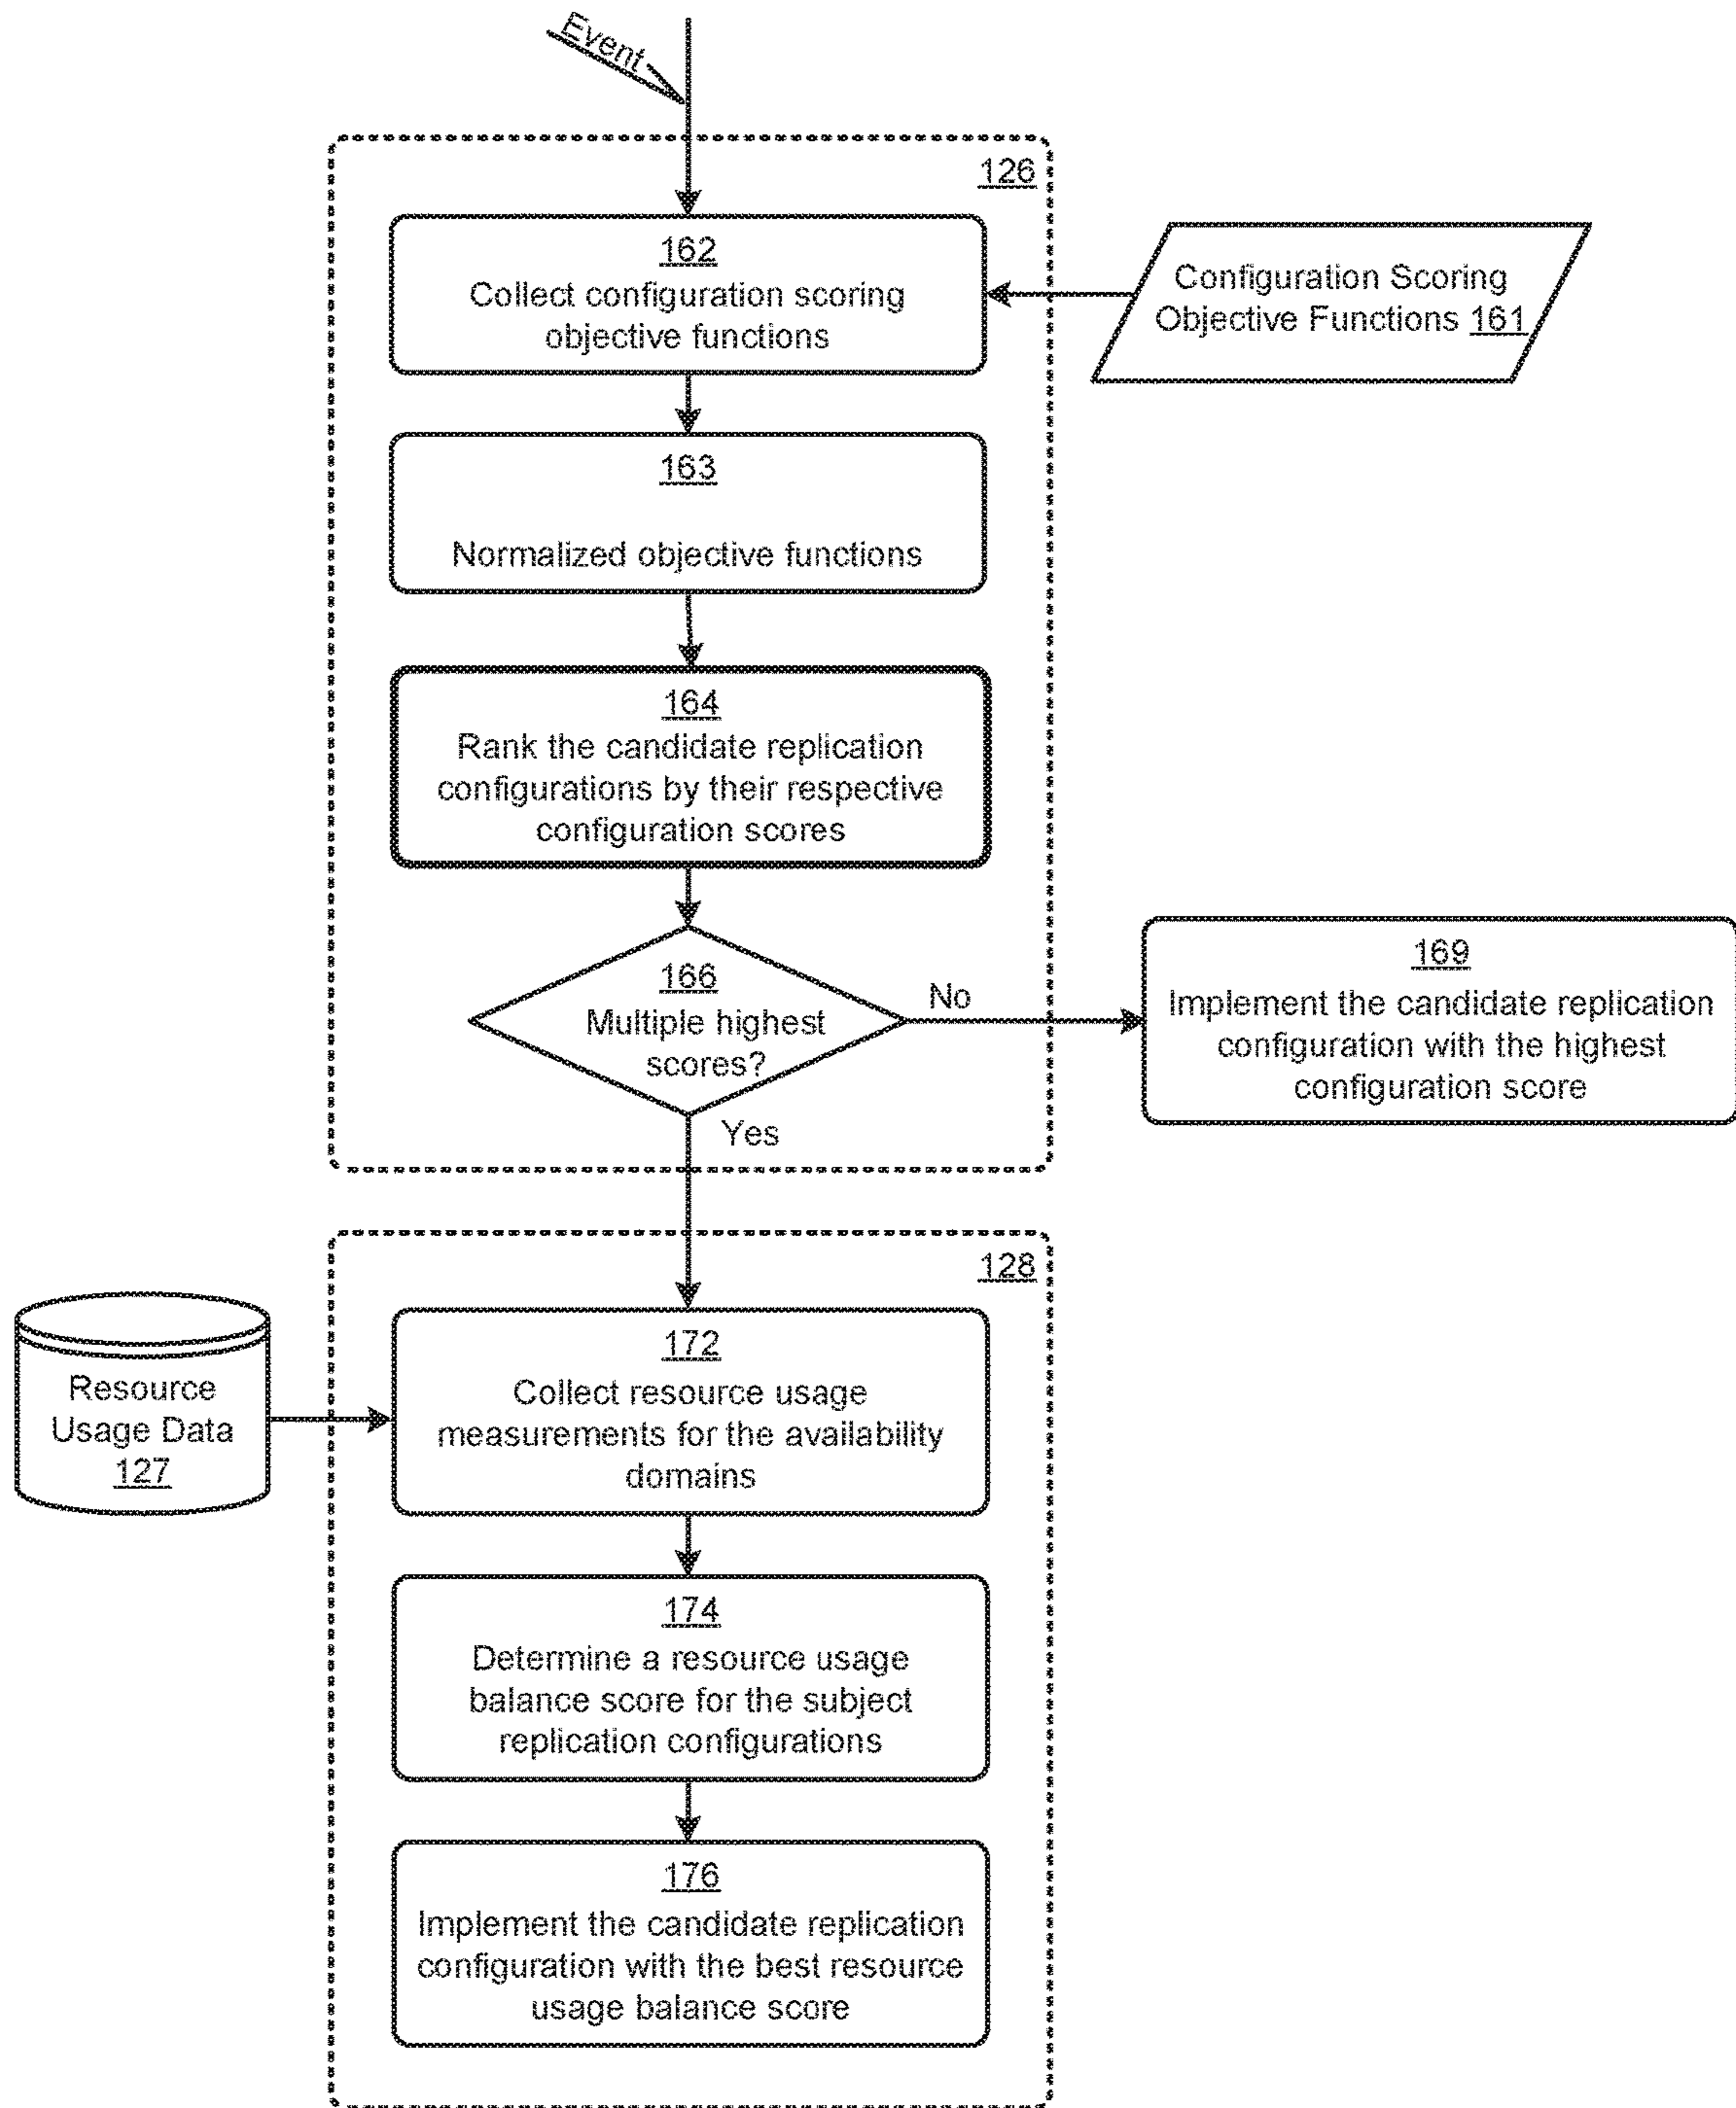 Event
126
162
Collect configuration scoring
objective functions
Configuration Scoring
Objective Functions 161
163
Normalized objective functions
164
Rank the candidate replication
configurations by their respective
configuration scores
166
Multiple highest
scores?
No
169
Implement the candidate replication
configuration with the highest
configuration score
Yes
128
Resource
Usage Data
127
172
Collect resource usage
measurements for the availability
domains
174
Determine a resource usage
balance score for the subject
replication configurations
176
Implement the candidate replication
configuration with the best resource
usage balance score